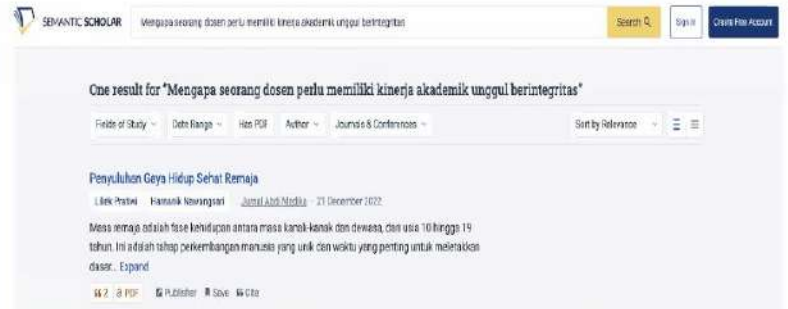 SEMANTIC SCHOLAR
Mengapa seorang dosen perlu memiliki kinerja akademik unggul berintegritas
Search
Sign In
Create Free Account
One result for "Mengapa seorang dosen perlu memiliki kinerja akademik unggul berintegritas"
Fields of Study
Date Range
Has PDF
Author
Journals & Conferences
Sort by Relevance
Penyuluhan Gaya Hidup Sehat Remaja
Lilek Pratiwi Hamanik Nawangsari Jurnal Abdi Medika - 21 December 2022
Masa remaja adalah fase kehidupan antara masa kanak-kanak dan dewasa, dan usia 10 hingga 19
tahun. Ini adalah tahap perkembangan manusia yang unik dan waktu yang penting untuk meletakkan
dasar... Expand
2 PDF Publisher Save Cite